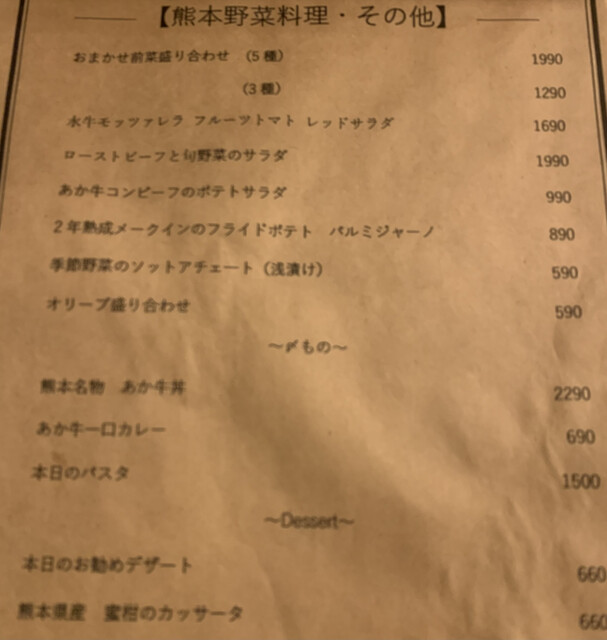 【熊本野菜料理・その他】
おまかせ前菜盛り合わせ （5種） 1990
（3種） 1290
水牛モッツァレラ フルーツトマト レッドサラダ 1690
ローストビーフと旬野菜のサラダ 1990
あか牛コンビーフのポテトサラダ 990
2年熟成メークインのフライドポテト パルミジャーノ 890
季節野菜のソットアチェート（浅漬け） 590
オリーブ盛り合わせ 590
〜〆もの〜
熊本名物 あか牛丼 2290
あか牛一口カレー 690
本日のパスタ 1500
〜Dessert〜
本日のお勧めデザート 660
熊本県産 蜜柑のカッサータ 660